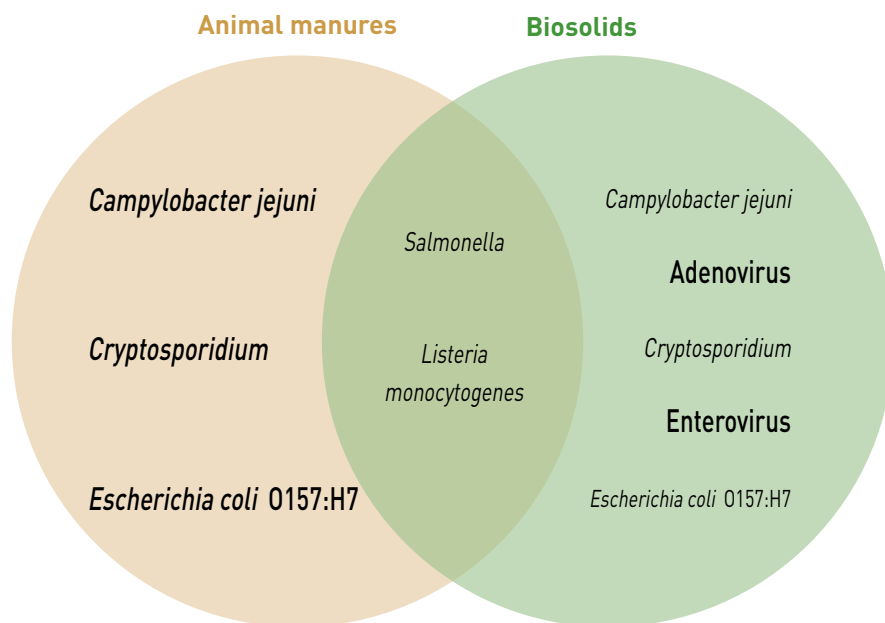 Animal manures
Biosolids
Campylobacter jejuni
Cryptosporidium
Escherichia coli O157:H7
Salmonella
Listeria
monocytogenes
Campylobacter jejuni
Adenovirus
Cryptosporidium
Enterovirus
Escherichia coli O157:H7